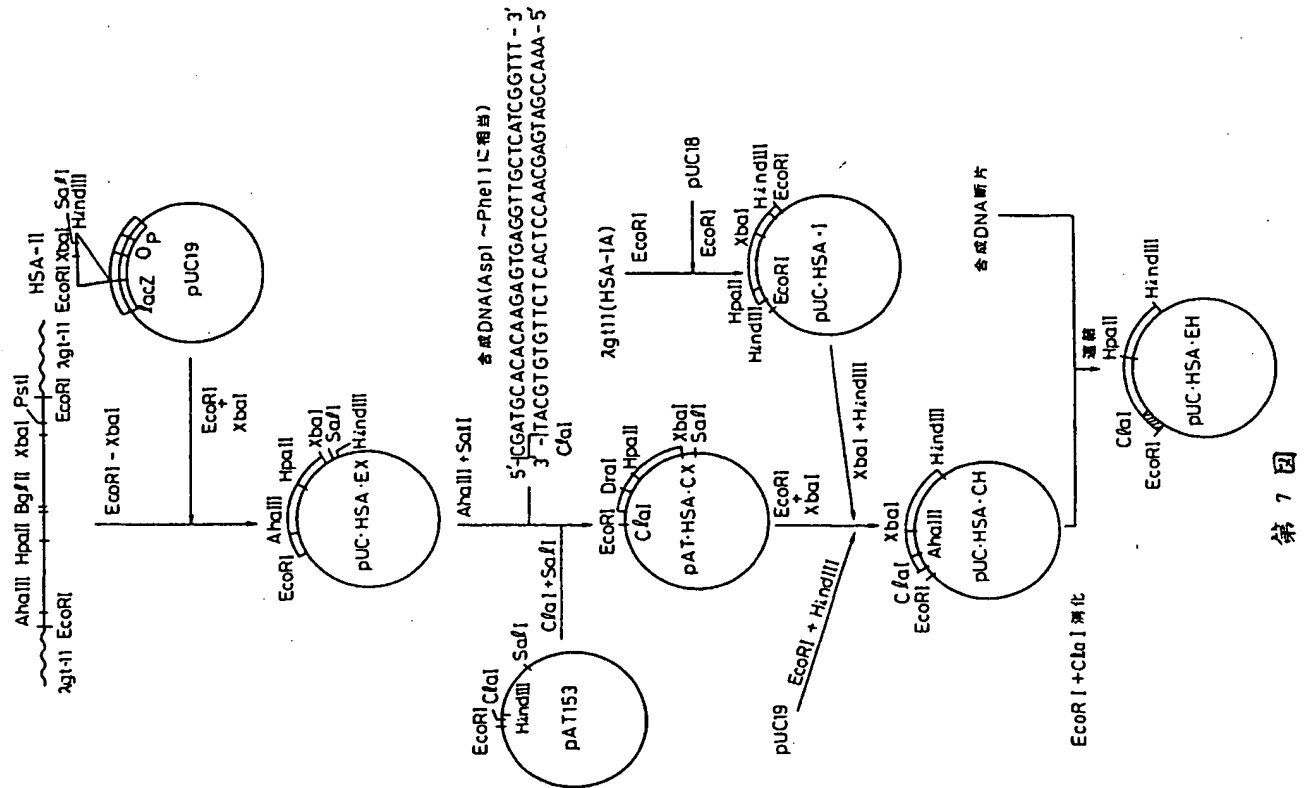 HSA-II
AhaIII HpaII BglII XbaI PstI
λgt-11 EcoRI EcoRI λgt-11
EcoRI XbaI SalI
HindIII
lacZ O P
pUC19
EcoRI - XbaI
EcoRI
+
XbaI
AhaIII
EcoRI HpaII
XbaI
SalI
HindIII
pUC·HSA·EX
AhaIII + SalI
合成DNA(Asp1 ~Phe11に相当)
5'-CGATGCACACAAGAGTGAGGTTGCTCATCGGTTT-3'
3'-TACGTGTGTTCTCACTCCAACGAGTAGCCAAA-5'
ClaI
EcoRI ClaI
HindIII SalI
pAT153
ClaI + SalI
EcoRI DraI HpaII
ClaI XbaI
SalI
pAT·HSA·CX
λgt11(HSA-IA)
EcoRI
pUC18
EcoRI
HpaII XbaI
HindIII HindIII
EcoRI EcoRI
pUC·HSA·I
EcoRI
+
XbaI
XbaI + HindIII
pUC19
EcoRI + HindIII
ClaI XbaI
EcoRI AhaIII HindIII
pUC·HSA·CH
合成DNA断片
EcoRI + ClaI 消化
連結
ClaI HpaII
EcoRI HindIII
pUC·HSA·EH
第 7 図